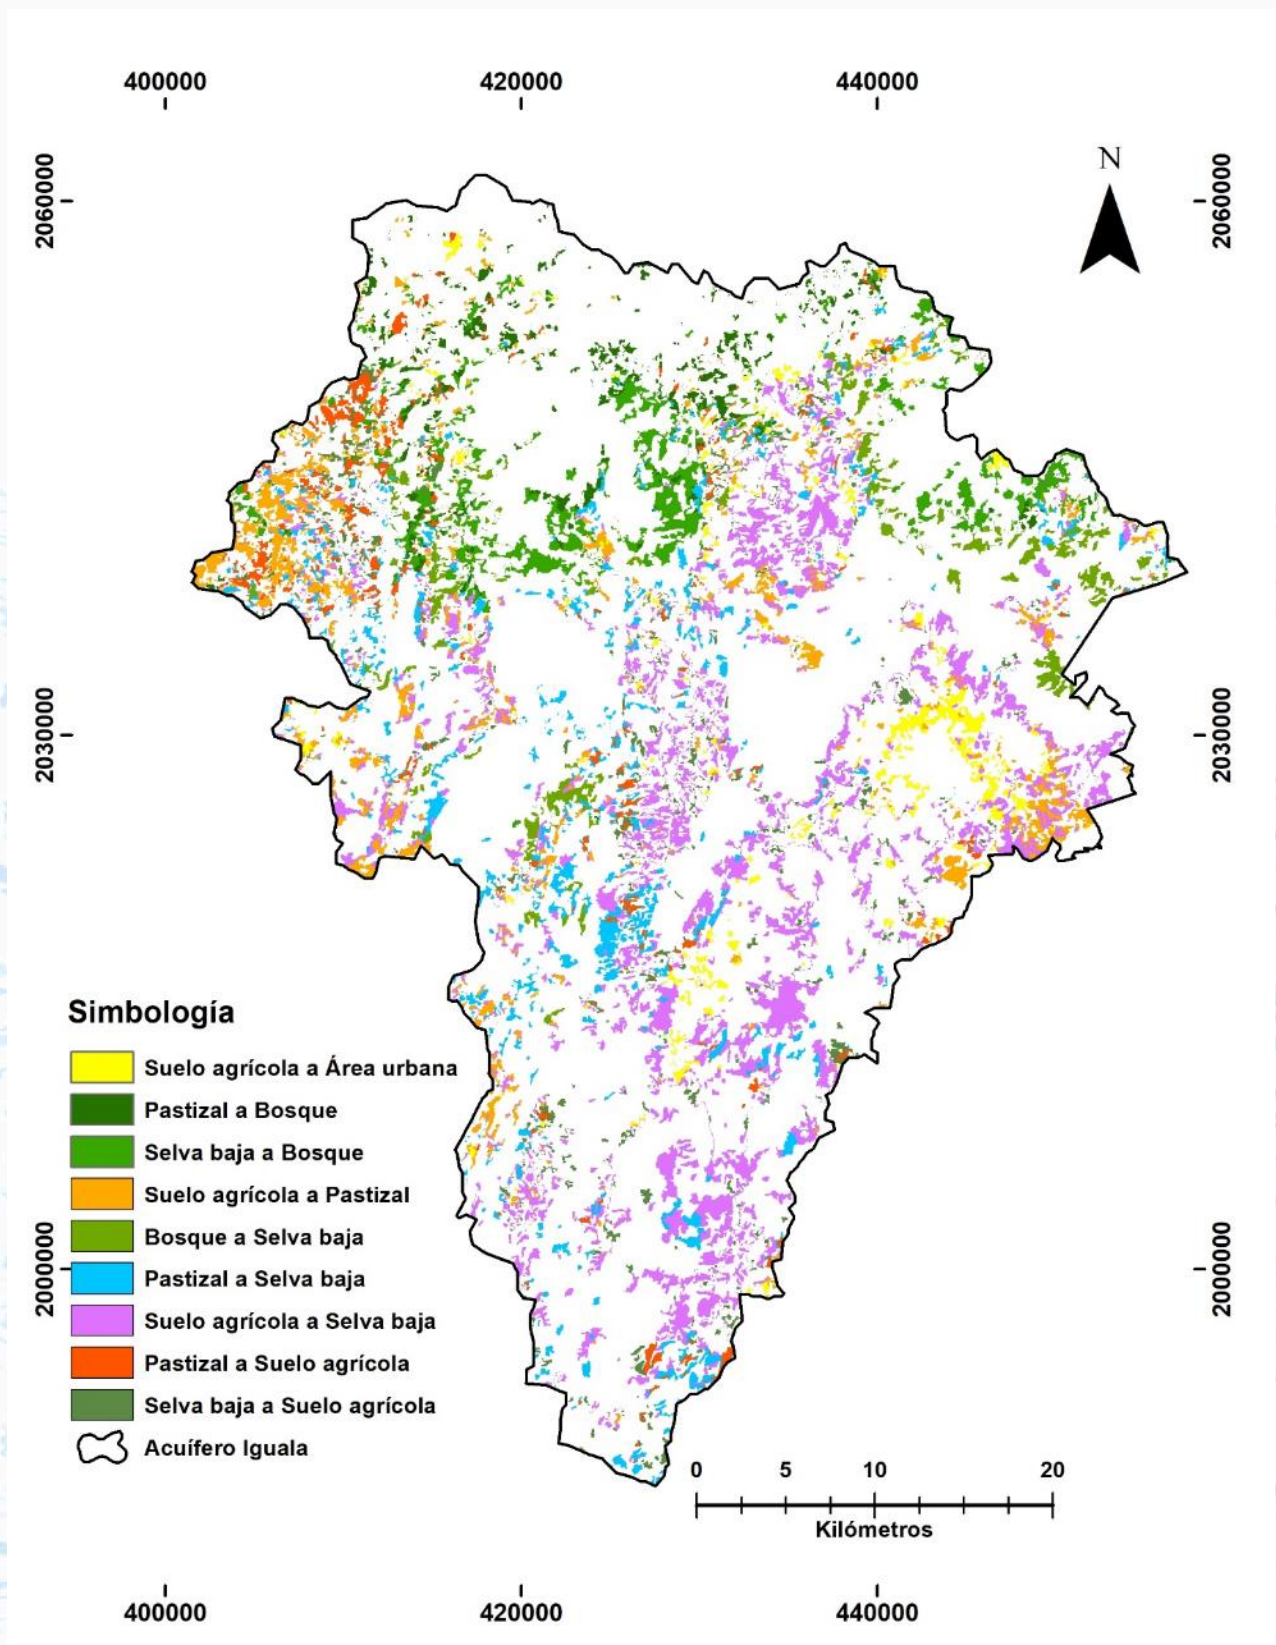 400000 420000 440000
N
2060000 2060000
2030000 2030000
Simbología
Suelo agrícola a Área urbana
Pastizal a Bosque
Selva baja a Bosque
Suelo agrícola a Pastizal
Bosque a Selva baja
2000000 2000000
Pastizal a Selva baja
Suelo agrícola a Selva baja
Pastizal a Suelo agrícola
Selva baja a Suelo agrícola
Acuífero Iguala
0 5 10 20
Kilómetros
400000 420000 440000